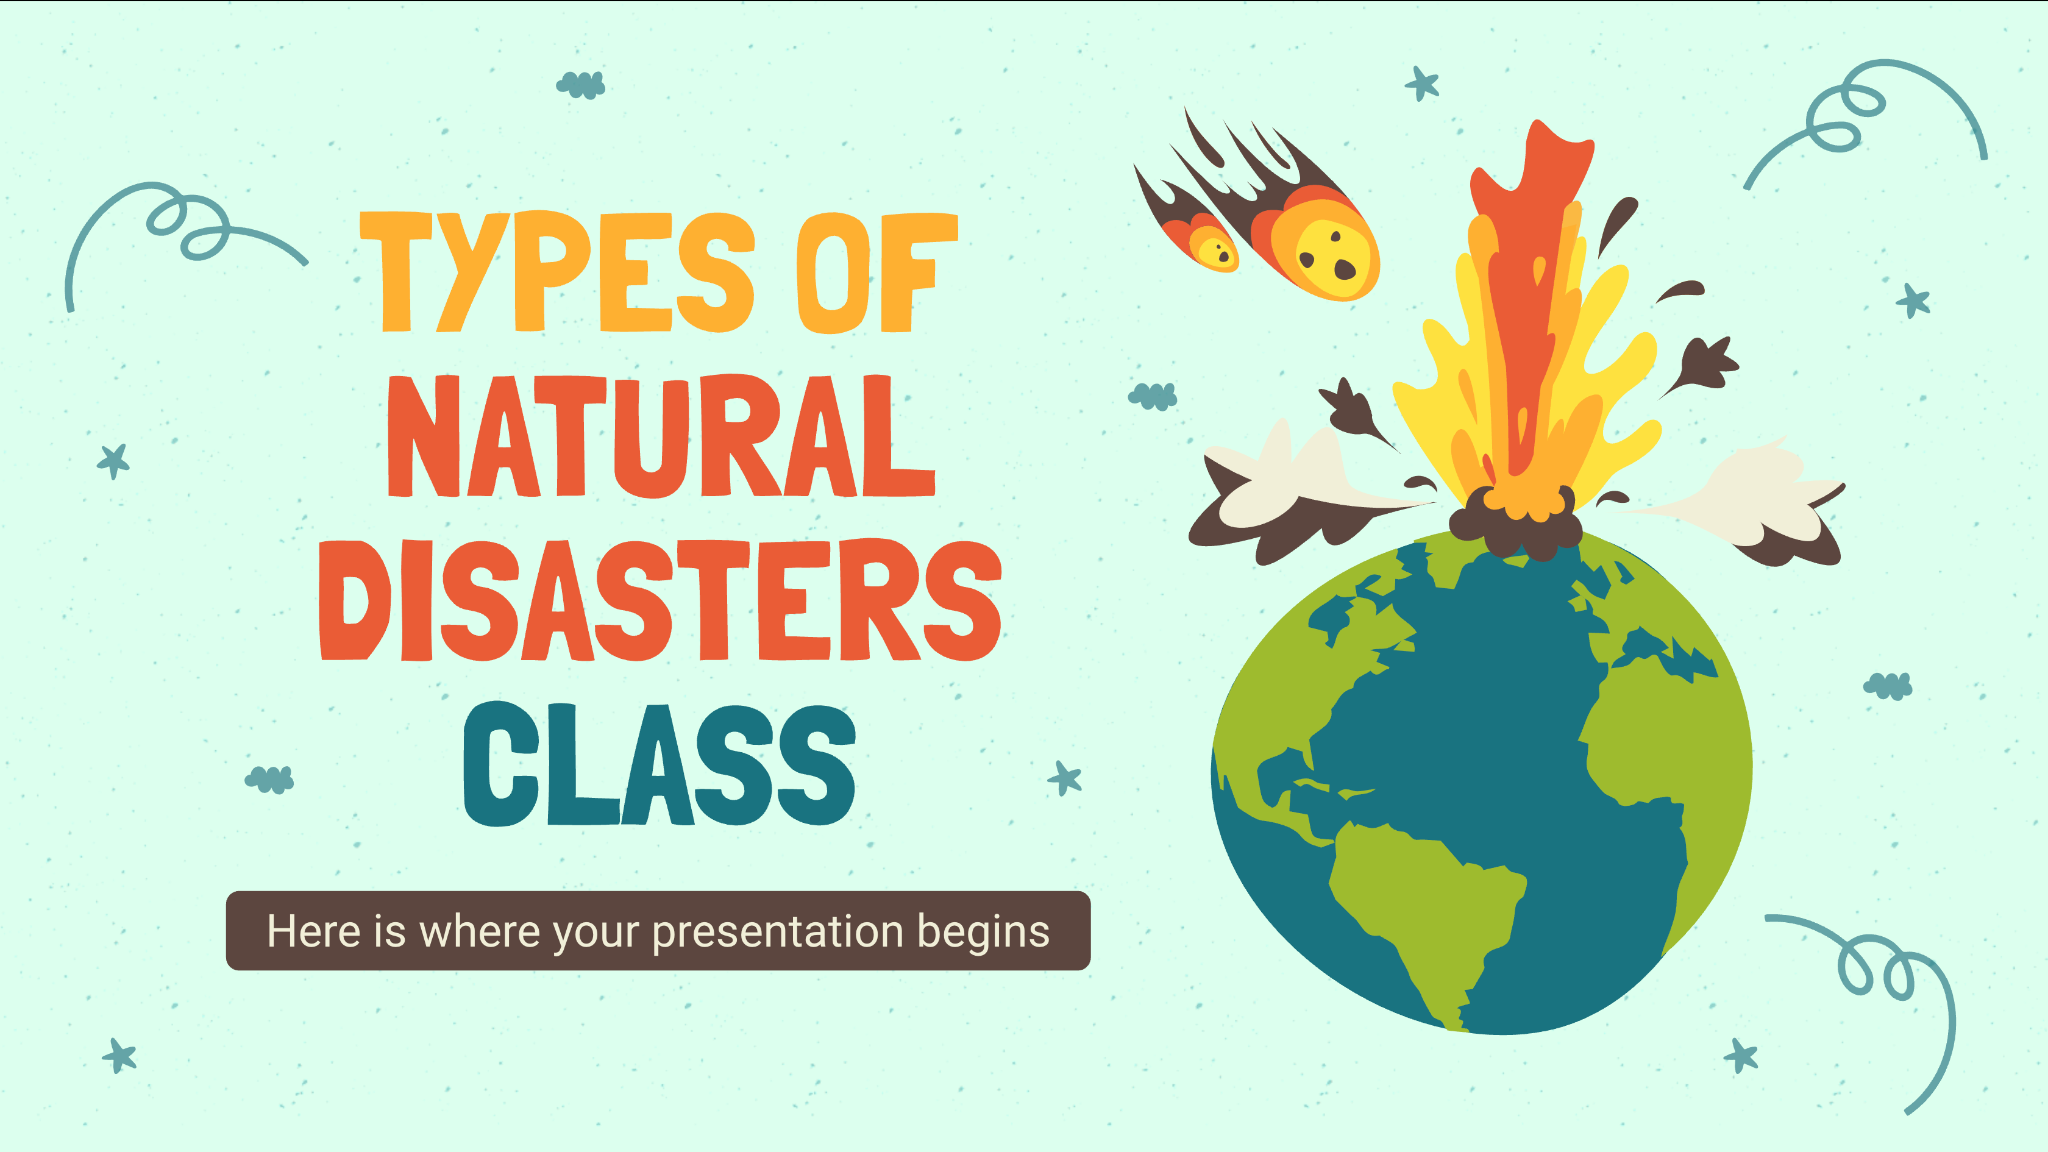 TYPES OF
NATURAL
DISASTERS
CLASS
Here is where your presentation begins